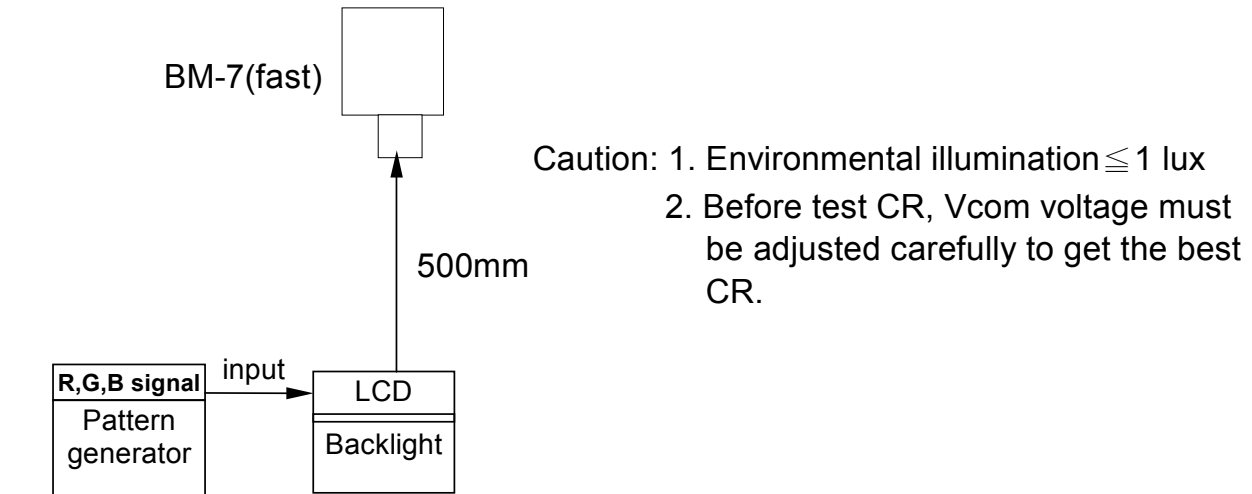 BM-7(fast)
Caution: 1. Environmental illumination≦1 lux
2. Before test CR, Vcom voltage must
be adjusted carefully to get the best
CR.
500mm
input
R,G,B signal
Pattern
generator
LCD
Backlight